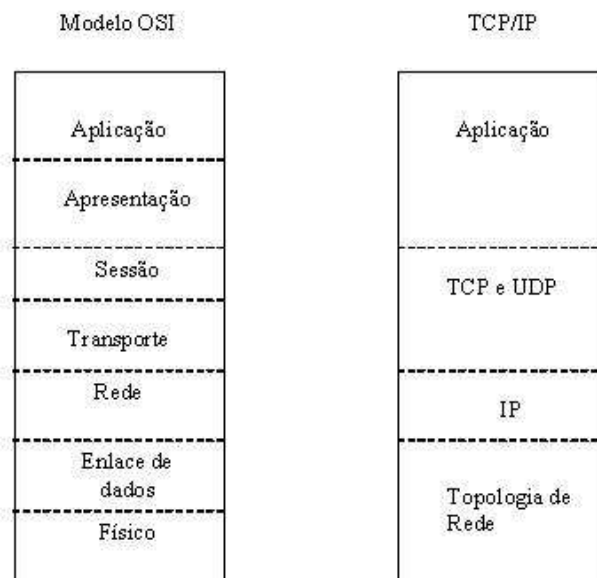 Modelo OSI
Aplicação
Apresentação
Sessão
Transporte
Rede
Enlace de
dados
Físico
TCP/IP
Aplicação
TCP e UDP
IP
Topologia de
Rede